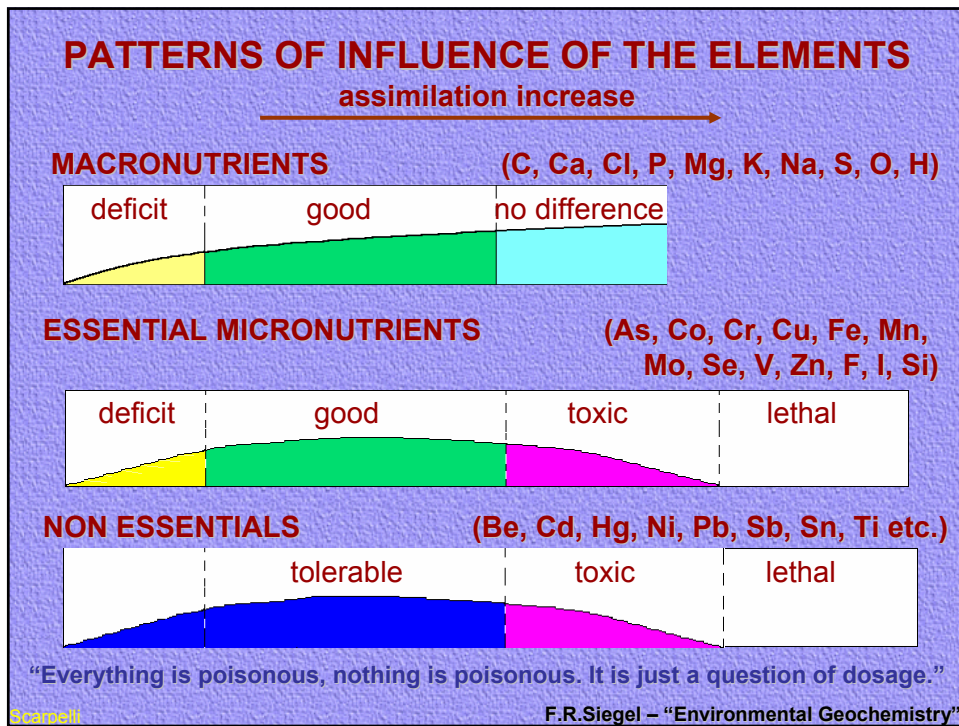 PATTERNS OF INFLUENCE OF THE ELEMENTS
assimilation increase
MACRONUTRIENTS (C, Ca, Cl, P, Mg, K, Na, S, O, H)
deficit good no difference
ESSENTIAL MICRONUTRIENTS (As, Co, Cr, Cu, Fe, Mn,
Mo, Se, V, Zn, F, I, Si)
deficit good toxic lethal
NON ESSENTIALS (Be, Cd, Hg, Ni, Pb, Sb, Sn, Ti etc.)
tolerable toxic lethal
“Everything is poisonous, nothing is poisonous. It is just a question of dosage.”
Scarpelli F.R.Siegel – “Environmental Geochemistry”